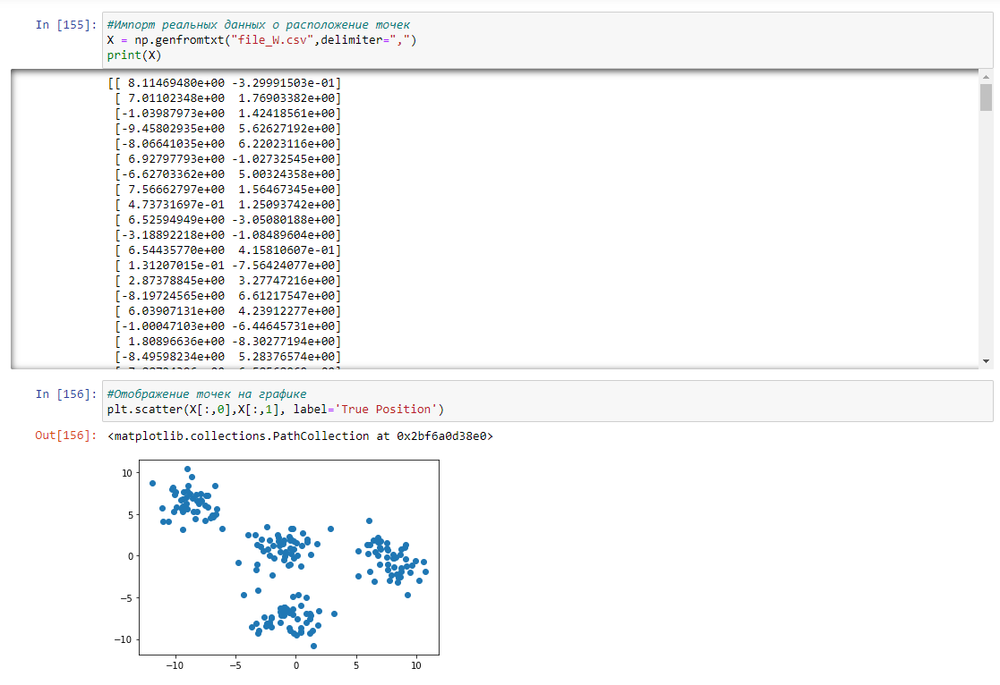 In [155]: #Импорт реальных данных о расположение точек
X = np.genfromtxt("file_W.csv",delimiter=",")
print(X)
[[ 8.11469480e+00 -3.29991503e-01]
[ 7.01102348e+00  1.76903382e+00]
[-1.03987973e+00  1.42418561e+00]
[-9.45802935e+00  5.62627192e+00]
[-8.06641035e+00  6.22023116e+00]
[ 6.92797793e+00 -1.02732545e+00]
[-6.62703362e+00  5.00324358e+00]
[ 7.56662797e+00  1.56467345e+00]
[ 4.73731697e-01  1.25093742e+00]
[ 6.52594949e+00 -3.05080188e+00]
[-3.18892218e+00 -1.08489604e+00]
[ 6.54435770e+00  4.15810607e-01]
[ 1.31207015e-01 -7.56424077e+00]
[ 2.87378845e+00  3.27747216e+00]
[-8.19724565e+00  6.61217547e+00]
[ 6.03907131e+00  4.23912277e+00]
[-1.00047103e+00 -6.44645731e+00]
[ 1.80896636e+00 -8.30277194e+00]
[-8.49598234e+00  5.28376574e+00]
In [156]: #Отображение точек на графике
plt.scatter(X[:,0],X[:,1], label='True Position')
Out[156]: <matplotlib.collections.PathCollection at 0x2bf6a0d38e0>
10
5
0
−5
−10
−10 −5 0 5 10